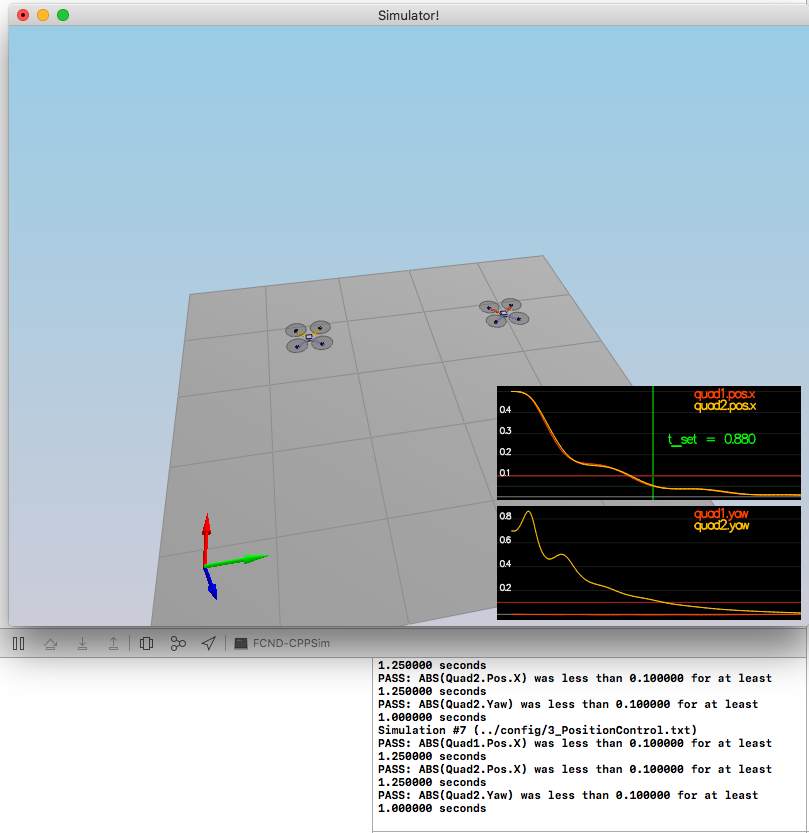 Simulator!
quad1.pos.x
quad2.pos.x
0.4
0.3
t_set = 0.880
0.2
0.1
quad1.yaw
0.8
quad2.yaw
0.6
0.4
0.2
FCND-CPPSim
1.250000 seconds
PASS: ABS(Quad2.Pos.X) was less than 0.100000 for at least
1.250000 seconds
PASS: ABS(Quad2.Yaw) was less than 0.100000 for at least
1.000000 seconds
Simulation #7 (../config/3_PositionControl.txt)
PASS: ABS(Quad1.Pos.X) was less than 0.100000 for at least
1.250000 seconds
PASS: ABS(Quad2.Pos.X) was less than 0.100000 for at least
1.250000 seconds
PASS: ABS(Quad2.Yaw) was less than 0.100000 for at least
1.000000 seconds